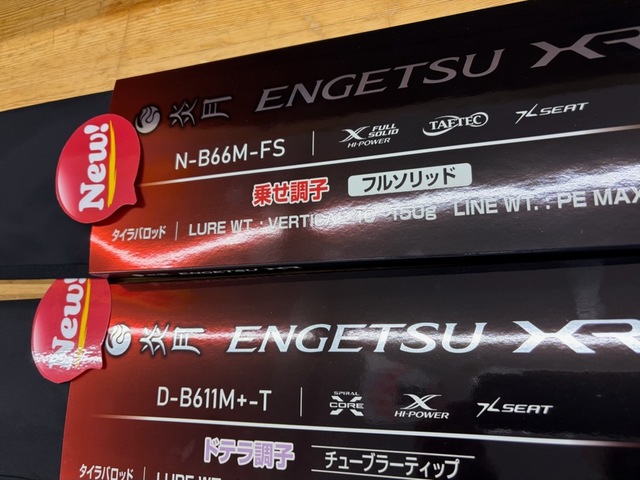 New!
炎月 ENGETSU XR
N-B66M-FS
X FULL SOLID HI-POWER
TAFTEC
X SEAT
乗せ調子 フルソリッド
タイラバロッド LURE WT : VERTICAL 150g LINE WT. : PE MAX
ENGETSU XR
New!
炎月 ENGETSU XR
D-B611M+-T
SPIRAL X CORE
X HI-POWER
X SEAT
ドテラ調子 チューブラーティップ
タイラバロッド LURE